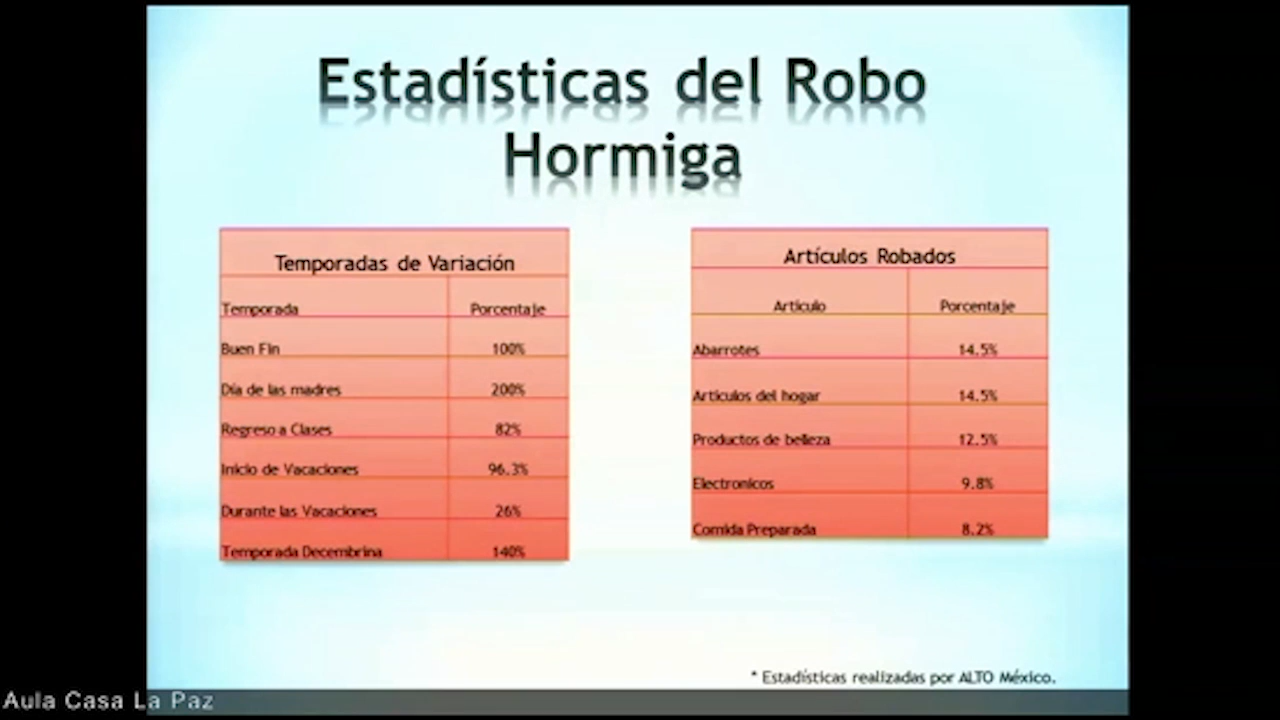 Estadísticas del Robo
Hormiga
Temporadas de Variación
Temporada Porcentaje
Buen Fin 100%
Día de las madres 200%
Regreso a Clases 82%
Inicio de Vacaciones 96.3%
Durante las Vacaciones 26%
Temporada Decembrina 140%
Artículos Robados
Artículo Porcentaje
Abarrotes 14.5%
Artículos del hogar 14.5%
Productos de belleza 12.5%
Electronicos 9.8%
Comida Preparada 8.2%
* Estadísticas realizadas por ALTO México.
Aula Casa La Paz